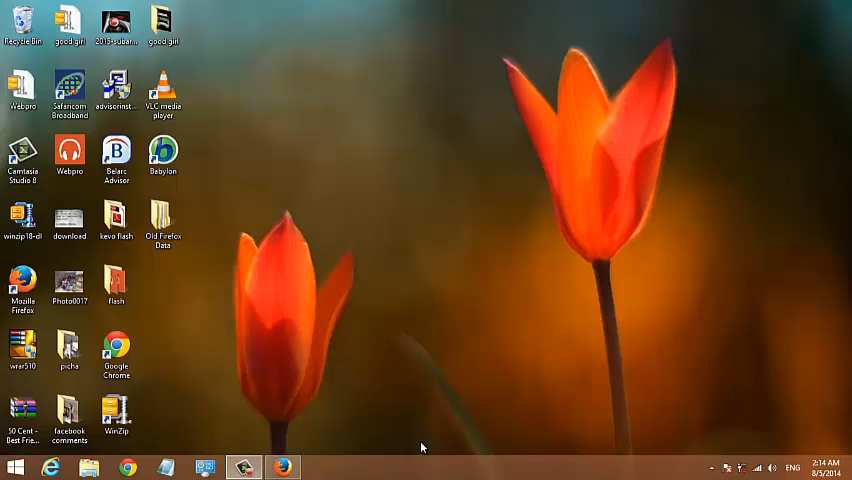 Recycle Bin
good girl
2015-subar...
good girl
Webpro
Safaricom
Broadband
advisorinst...
VLC media
player
Camtasia
Studio 8
Webpro
Belarc
Advisor
Babylon
winzip18-dl
download
kevo flash
Old Firefox
Data
Mozilla
Firefox
Photo0017
flash
wrar510
picha
Google
Chrome
50 Cent -
Best Frie...
facebook
comments
WinZip
ENG
2:14 AM
8/5/2014